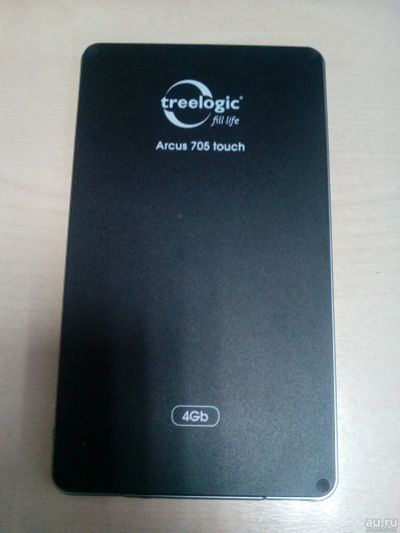 treelogic®
fill life
Arcus 705 touch
4Gb
au.ru